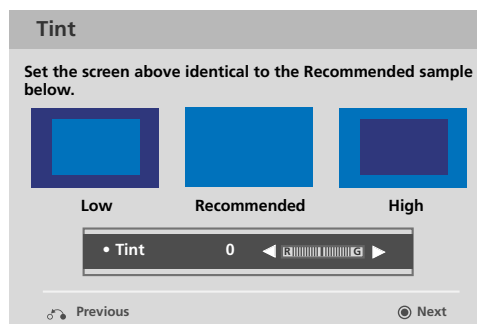 Tint
Set the screen above identical to the Recommended sample
below.
Low Recommended High
• Tint 0 ◀ R G ▶
Previous Next